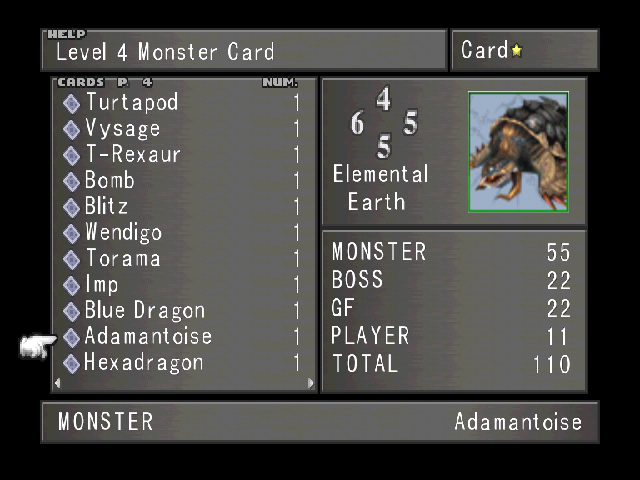 HELP
Level 4 Monster Card
Card★
CARDS P. 4 NUM.
Turtapod 1
Vysage 1
T-Rexaur 1
Bomb 1
Blitz 1
Wendigo 1
Torama 1
Imp 1
Blue Dragon 1
Adamantoise 1
Hexadragon 1
4
6 5
5
Elemental
Earth
MONSTER 55
BOSS 22
GF 22
PLAYER 11
TOTAL 110
MONSTER Adamantoise